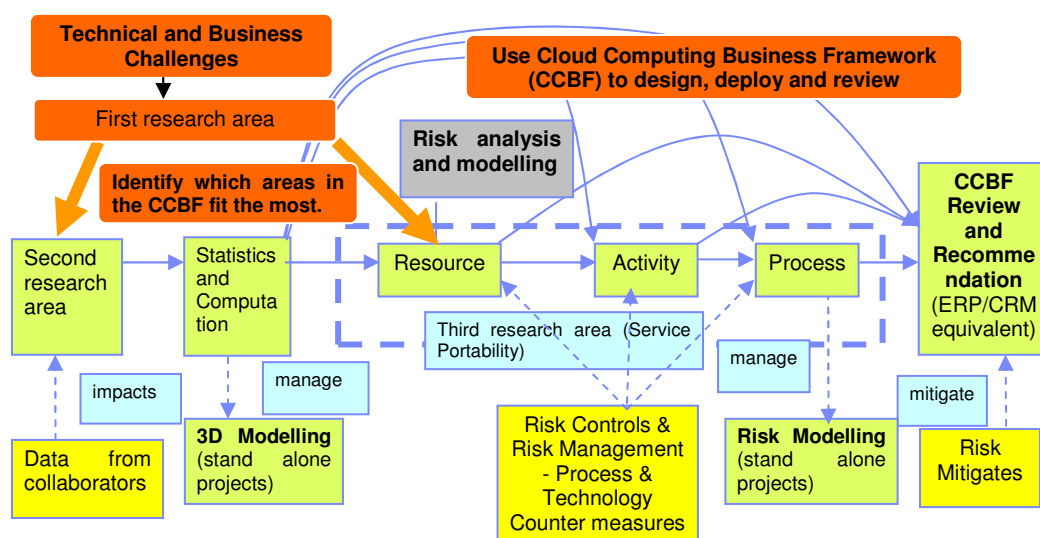 Technical and Business
Challenges
Use Cloud Computing Business Framework
(CCBF) to design, deploy and review
First research area
Risk analysis
and modelling
Identify which areas in
the CCBF fit the most.
CCBF
Review
and
Recomme
ndation
(ERP/CRM
equivalent)
Second
research
area
Statistics
and
Computa
tion
Resource
Activity
Process
Third research area (Service
Portability)
impacts
manage
manage
mitigate
Data from
collaborators
3D Modelling
(stand alone
projects)
Risk Controls &
Risk Management
- Process &
Technology
Counter measures
Risk Modelling
(stand alone
projects)
Risk
Mitigates